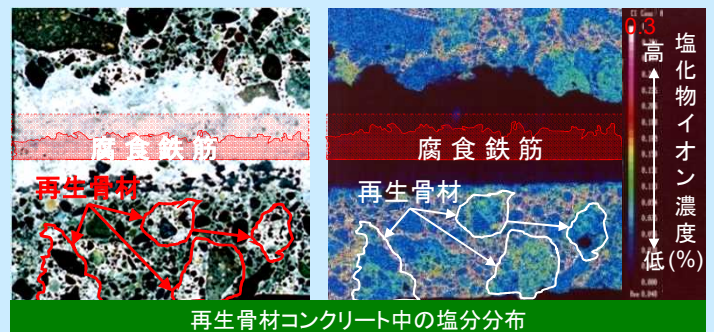 腐食鉄筋
再生骨材
腐食鉄筋
再生骨材
0.3
高
塩化物イオン濃度(%)
低
再生骨材コンクリート中の塩分分布